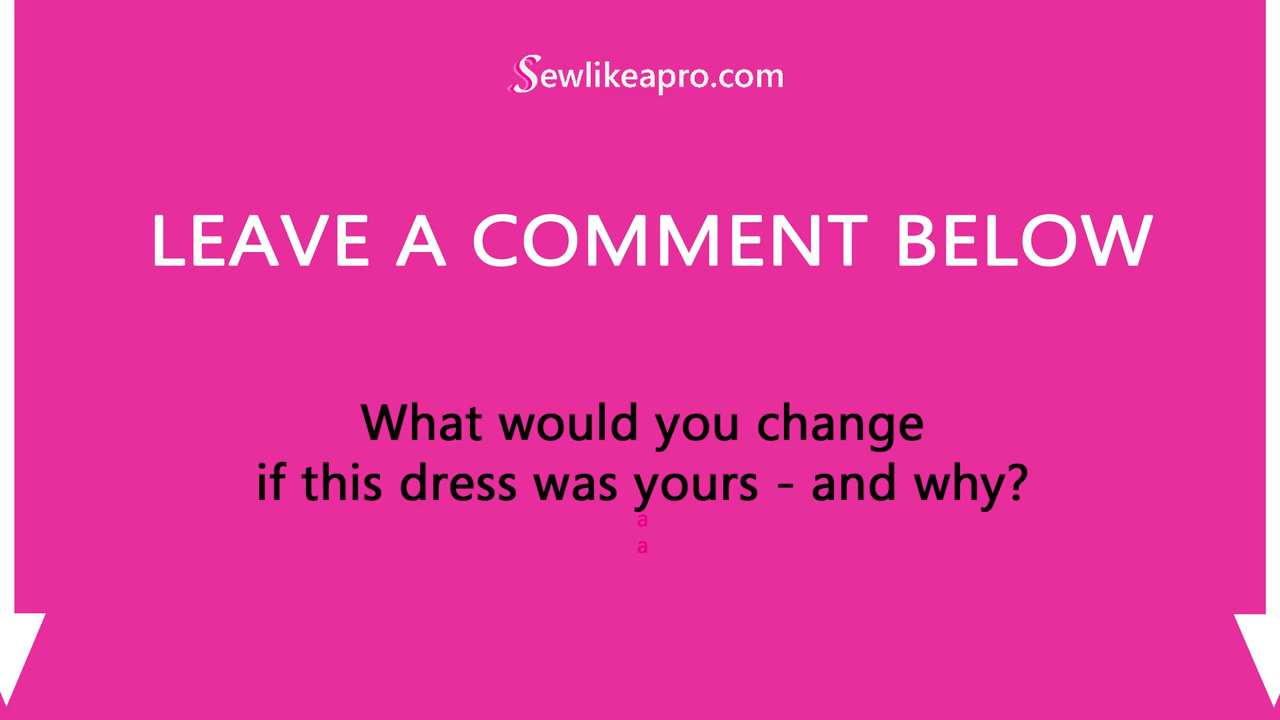 Sewlikeapro.com
LEAVE A COMMENT BELOW
What would you change
if this dress was yours - and why?
a
a